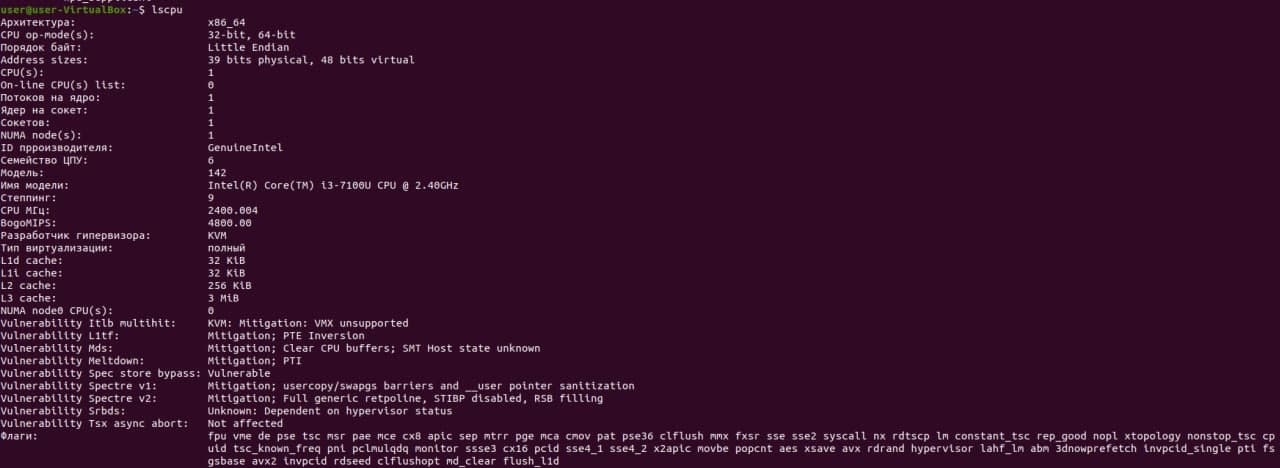 user@user-VirtualBox:~$ lscpu
Архитектура: x86_64
CPU op-mode(s): 32-bit, 64-bit
Порядок байт: Little Endian
Address sizes: 39 bits physical, 48 bits virtual
CPU(s): 1
On-line CPU(s) list: 0
Потоков на ядро: 1
Ядер на сокет: 1
Сокетов: 1
NUMA node(s): 1
ID прроизводителя: GenuineIntel
Семейство ЦПУ: 6
Модель: 142
Имя модели: Intel(R) Core(TM) i3-7100U CPU @ 2.40GHz
Степпинг: 9
CPU МГц: 2400.004
BogoMIPS: 4800.00
Разработчик гипервизора: KVM
Тип виртуализации: полный
L1d cache: 32 KiB
L1i cache: 32 KiB
L2 cache: 256 KiB
L3 cache: 3 MiB
NUMA node0 CPU(s): 0
Vulnerability Itlb multihit: KVM: Mitigation: VMX unsupported
Vulnerability L1tf: Mitigation; PTE Inversion
Vulnerability Mds: Mitigation; Clear CPU buffers; SMT Host state unknown
Vulnerability Meltdown: Mitigation; PTI
Vulnerability Spec store bypass: Vulnerable
Vulnerability Spectre v1: Mitigation; usercopy/swapgs barriers and __user pointer sanitization
Vulnerability Spectre v2: Mitigation; Full generic retpoline, STIBP disabled, RSB filling
Vulnerability Srbds: Unknown: Dependent on hypervisor status
Vulnerability Tsx async abort: Not affected
Флаги: fpu vme de pse tsc msr pae mce cx8 apic sep mtrr pge mca cmov pat pse36 clflush mmx fxsr sse sse2 syscall nx rdtscp lm constant_tsc rep_good nopl xtopology nonstop_tsc cp
uid tsc_known_freq pni pclmulqdq monitor ssse3 cx16 pcid sse4_1 sse4_2 x2apic movbe popcnt aes xsave avx rdrand hypervisor lahf_lm abm 3dnowprefetch invpcid_single pti fs
gsbase avx2 invpcid rdseed clflushopt md_clear flush_l1d